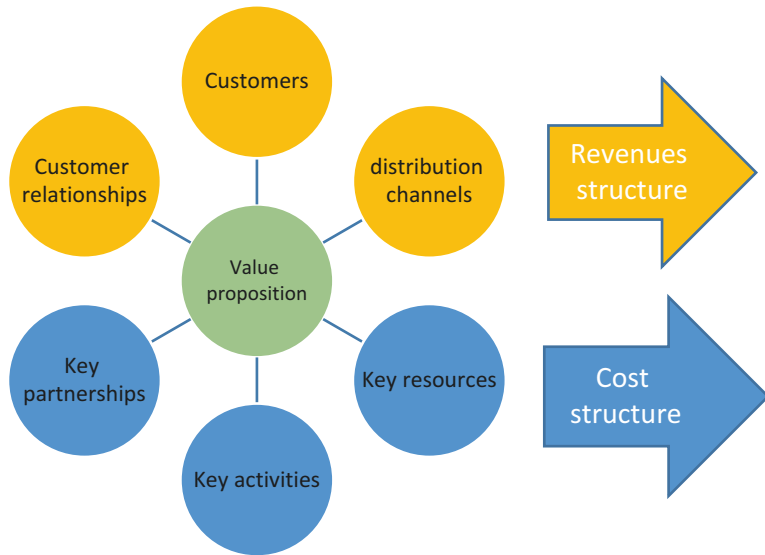 Customers
Customer
relationships
distribution
channels
Revenues
structure
Value
proposition
Key
partnerships
Key resources
Cost
structure
Key activities